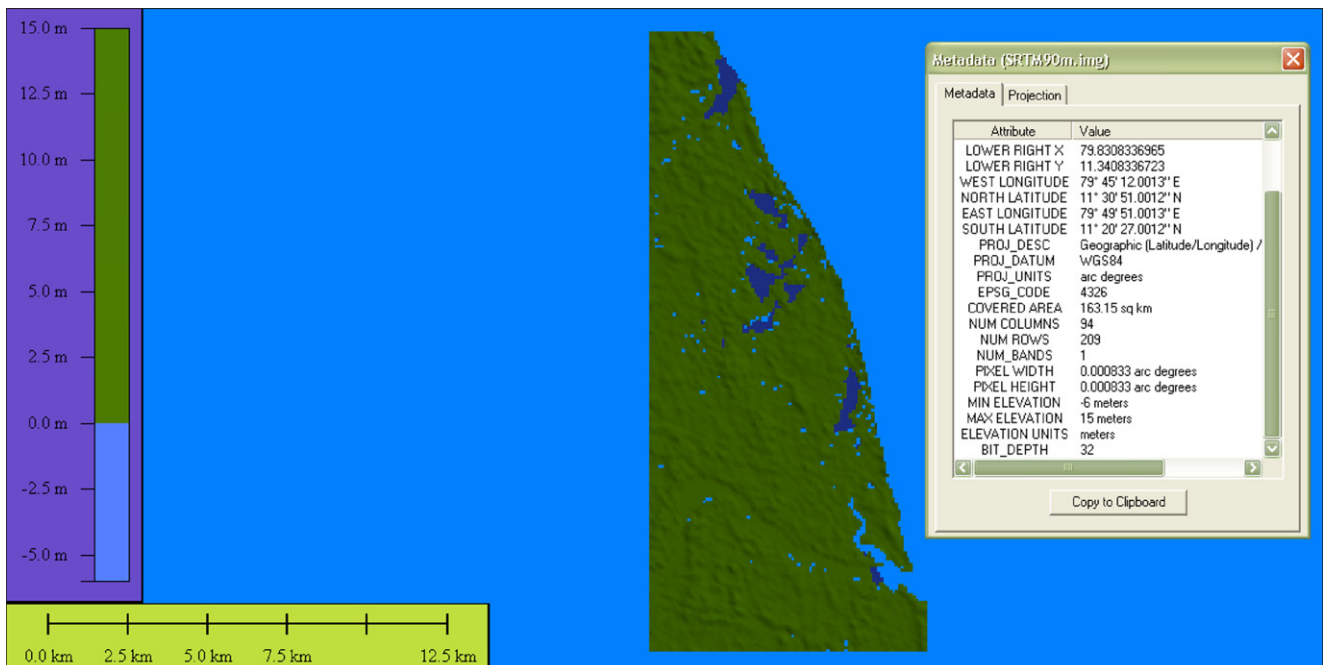 15.0 m
12.5 m
10.0 m
7.5 m
5.0 m
2.5 m
0.0 m
-2.5 m
-5.0 m
0.0 km 2.5 km 5.0 km 7.5 km 12.5 km
Metadata (SRTM90m.img)
Metadata Projection
Attribute Value
LOWER RIGHT X 79.8308336965
LOWER RIGHT Y 11.3408336723
WEST LONGITUDE 79° 45' 12.0013" E
NORTH LATITUDE 11° 30' 51.0012" N
EAST LONGITUDE 79° 49' 51.0013" E
SOUTH LATITUDE 11° 20' 27.0012" N
PROJ_DESC Geographic (Latitude/Longitude) /
PROJ_DATUM WGS84
PROJ_UNITS arc degrees
EPSG_CODE 4326
COVERED AREA 163.15 sq km
NUM COLUMNS 94
NUM ROWS 209
NUM_BANDS 1
PIXEL WIDTH 0.000833 arc degrees
PIXEL HEIGHT 0.000833 arc degrees
MIN ELEVATION -6 meters
MAX ELEVATION 15 meters
ELEVATION UNITS meters
BIT_DEPTH 32
Copy to Clipboard